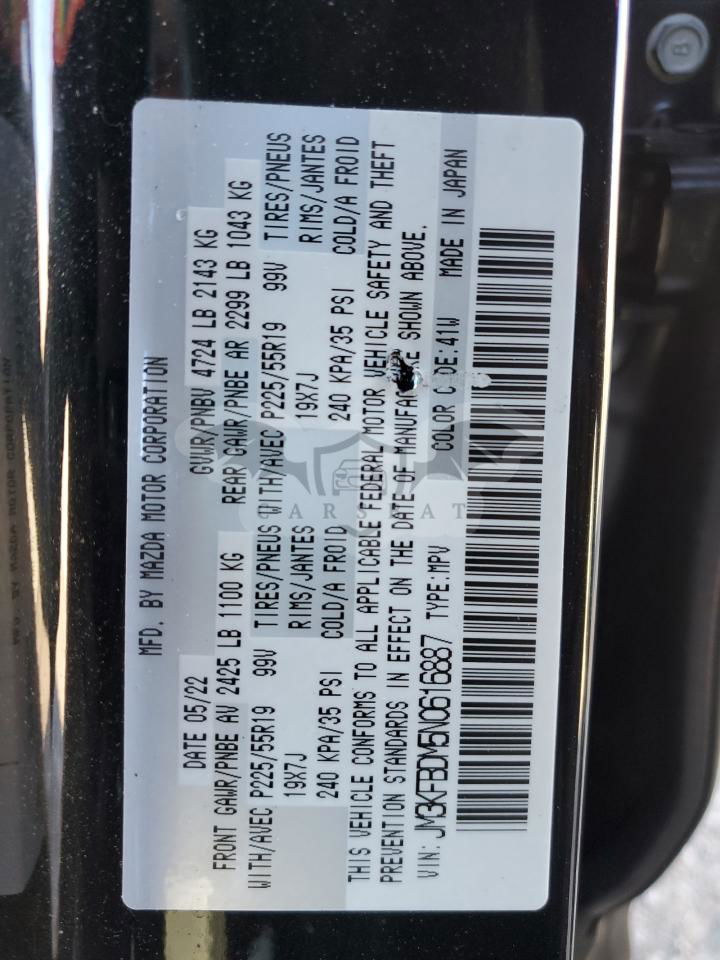 MFD. BY MAZDA MOTOR CORPORATION
DATE 05/22 GVWR/PNBV 4724 LB 2143 KG
FRONT GAWR/PNBE AV 2425 LB 1100 KG REAR GAWR/PNBE AR 2299 LB 1043 KG
WITH/AVEC P225/55R19 99V TIRES/PNEUS WITH/AVEC P225/55R19 99V TIRES/PNEUS
19X7J RIMS/JANTES 19X7J RIMS/JANTES
240 KPA/35 PSI COLD/A FROID 240 KPA/35 PSI COLD/A FROID
THIS VEHICLE CONFORMS TO ALL APPLICABLE FEDERAL MOTOR VEHICLE SAFETY AND THEFT
PREVENTION STANDARDS IN EFFECT ON THE DATE OF MANUFAC RE SHOWN ABOVE.
VIN: JM3KFBDM5N0616887 TYPE:MPV COLOR C DE:41W MADE IN JAPAN
CARSKAT